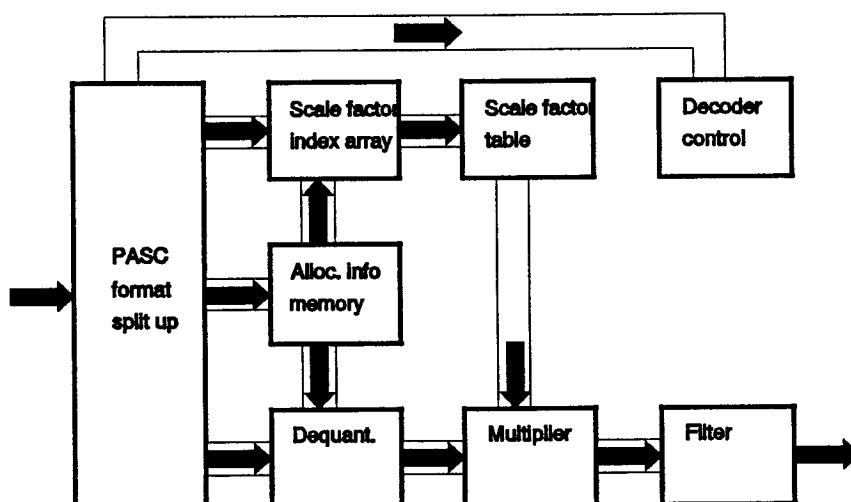 Scale factor
index array
Scale factor
table
Decoder
control
PASC
format
split up
Alloc. info
memory
Dequant.
Multiplier
Filter